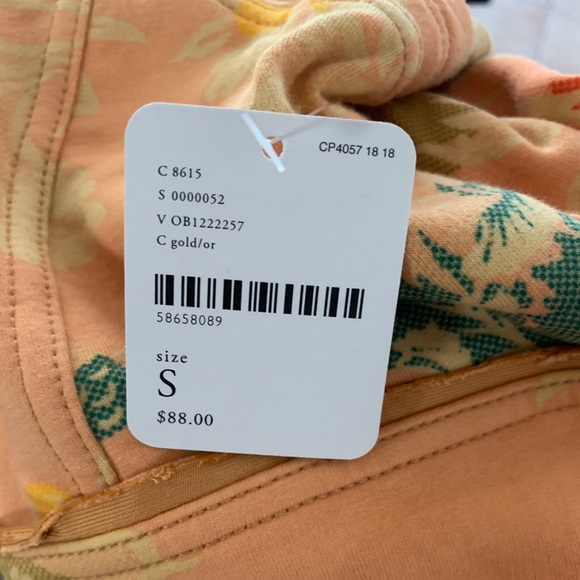 CP4057 18 18
C 8615
S 0000052
V OB1222257
C gold/or
58658089
size
S
$88.00